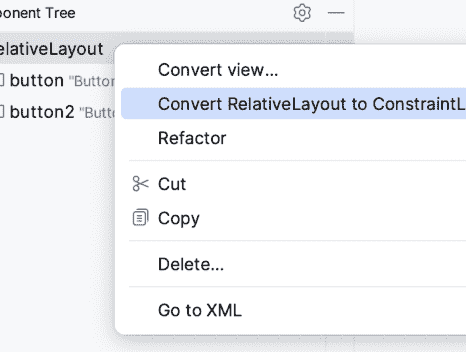 ponent Tree
elativeLayout
button "Button
button2 "Butto
Convert view...
Convert RelativeLayout to ConstraintL
Refactor
Cut
Copy
Delete...
Go to XML